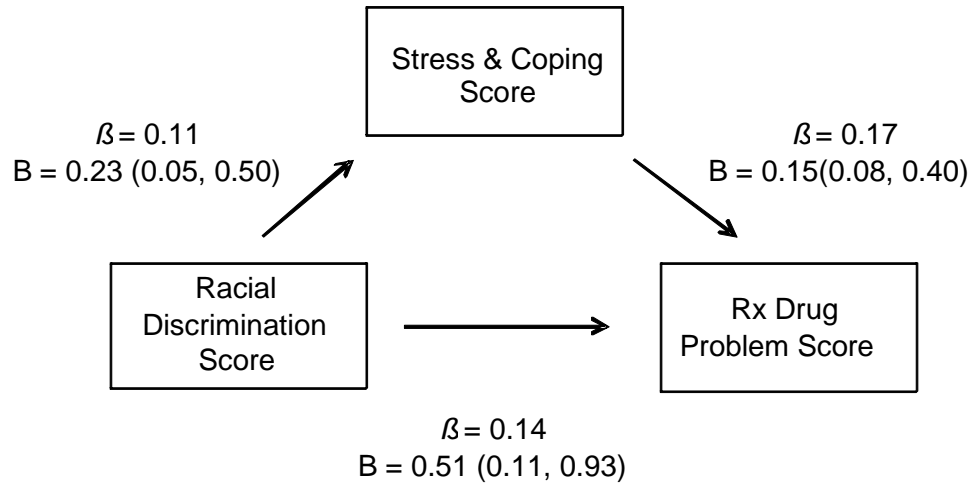 Stress & Coping
Score
ß = 0.11
B = 0.23 (0.05, 0.50)
ß = 0.17
B = 0.15(0.08, 0.40)
Racial
Discrimination
Score
Rx Drug
Problem Score
ß = 0.14
B = 0.51 (0.11, 0.93)